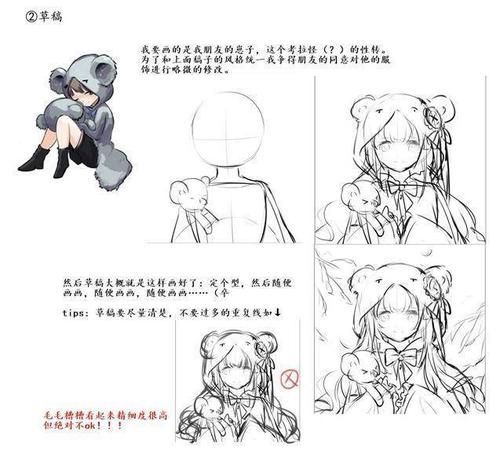 ②草稿
我要画的是我朋友的崽子，这个考拉怪（？）的性转。
为了和上面稿子的风格统一我争得朋友的同意对他的服
饰进行略微的修改。
然后草稿大概就是这样画好了：定个型，然后随便
画画，随便画画，随便画……（卒
tips：草稿要尽量清楚，不要过多的重复线如↓
毛毛糙糙看起来精细度很高
但绝对不ok！！！